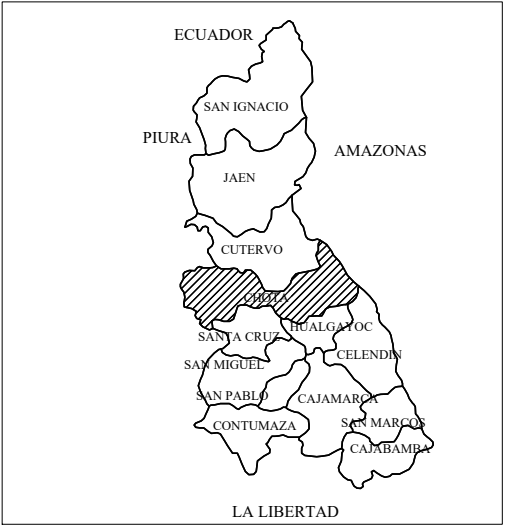 ECUADOR
SAN IGNACIO
PIURA
AMAZONAS
JAEN
CUTERVO
CHOTA
HUALGAYOC
SANTA CRUZ
CELENDIN
SAN MIGUEL
SAN PABLO
CAJAMARCA
SAN MARCOS
CONTUMAZA
CAJABAMBA
LA LIBERTAD